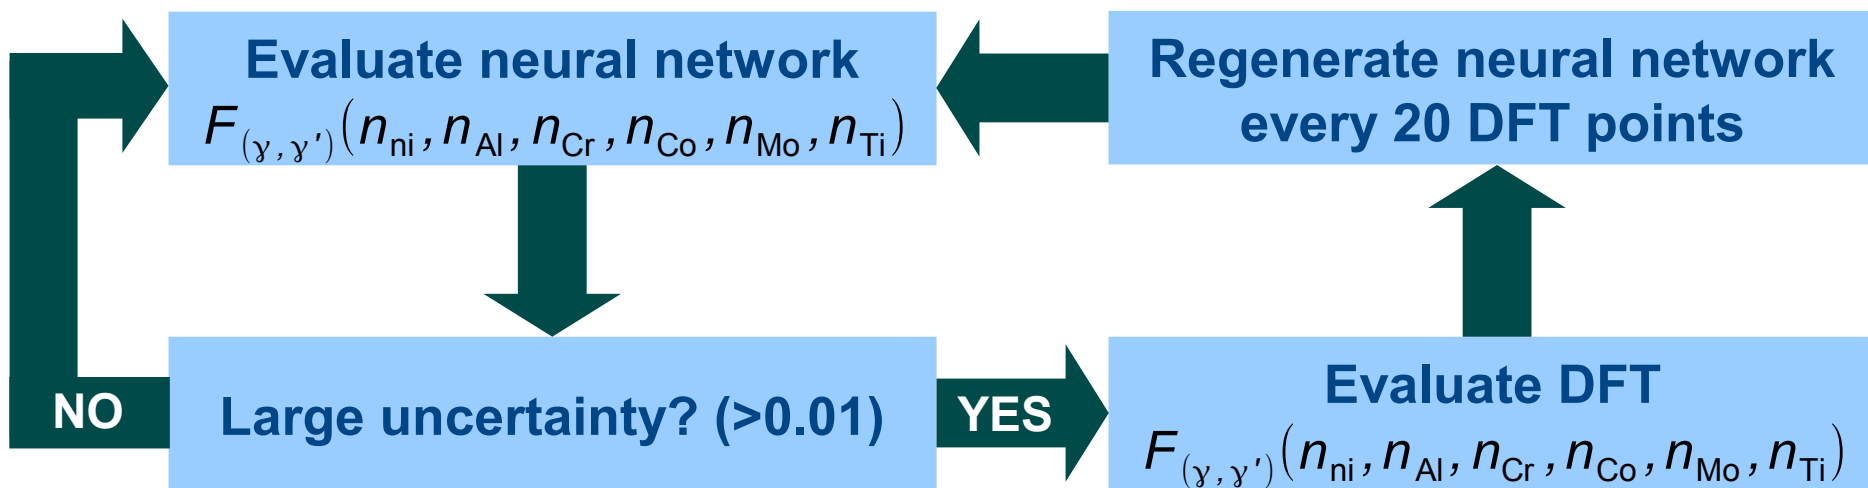 Evaluate neural network
F(γ,γ')(nni,nAl,nCr,nCo,nMo,nTi)
Regenerate neural network
every 20 DFT points
NO
Large uncertainty? (>0.01)
YES
Evaluate DFT
F(γ,γ')(nni,nAl,nCr,nCo,nMo,nTi)